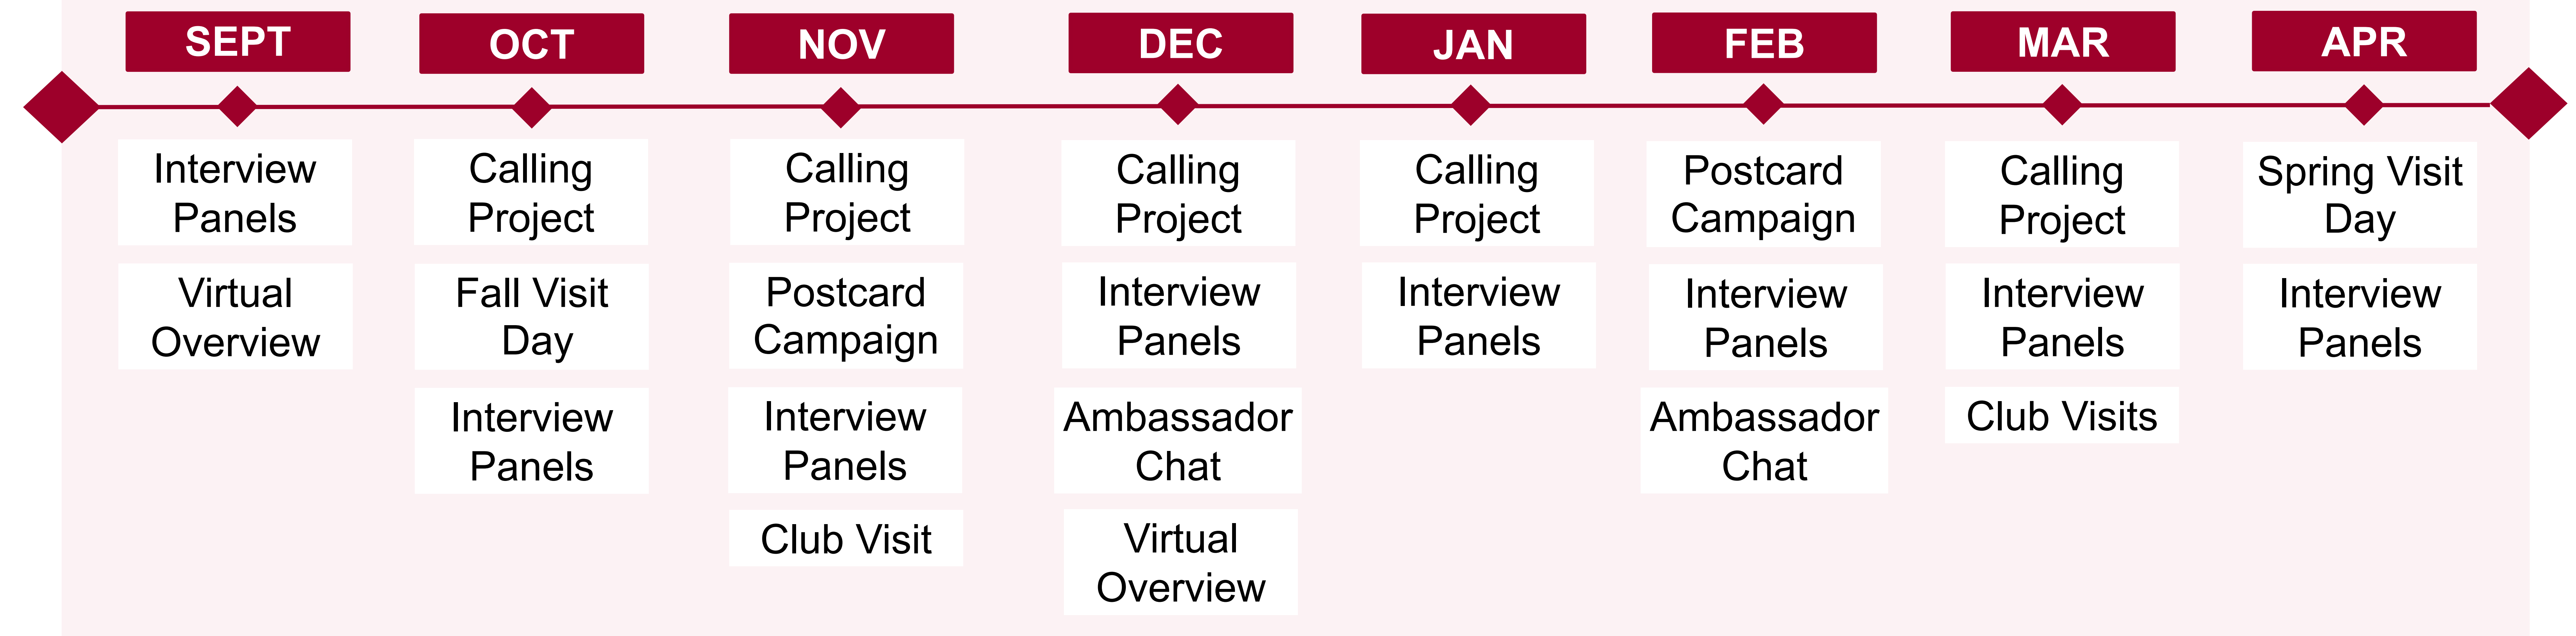 SEPT
OCT
NOV
DEC
JAN
FEB
MAR
APR
Interview
Panels
Virtual
Overview
Calling
Project
Fall Visit
Day
Interview
Panels
Calling
Project
Postcard
Campaign
Interview
Panels
Club Visit
Calling
Project
Interview
Panels
Ambassador
Chat
Virtual
Overview
Calling
Project
Interview
Panels
Postcard
Campaign
Interview
Panels
Ambassador
Chat
Calling
Project
Interview
Panels
Club Visits
Spring Visit
Day
Interview
Panels